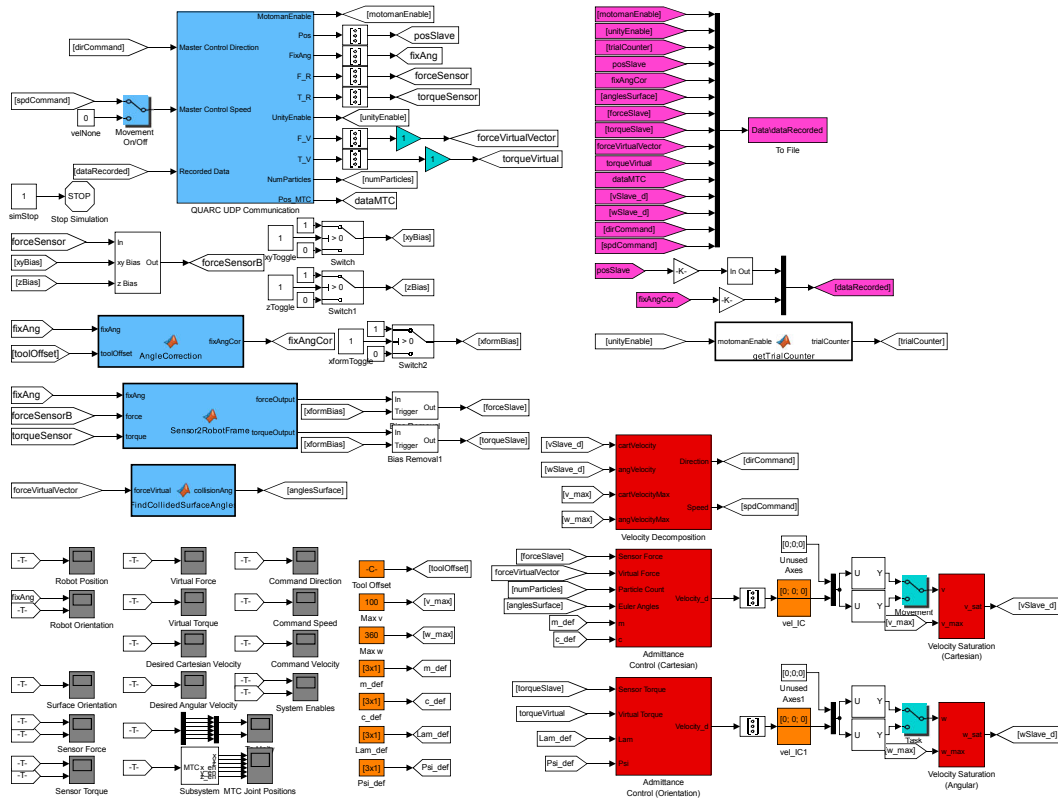 [dirCommand]
Master Control Direction
[spdCommand]
0
velNone
Movement
On/Off
Master Control Speed
[dataRecorded]
Recorded Data
1
simStop
STOP
Stop Simulation
MotomanEnable
[motomanEnable]
Pos
posSlave
FixAng
fixAng
F_R
forceSensor
T_R
torqueSensor
UnityEnable
[unityEnable]
F_V
1
forceVirtualVector
T_V
1
torqueVirtual
NumParticles
[numParticles]
Pos_MTC
dataMTC
QUARC UDP Communication
[motomanEnable]
[unityEnable]
[trialCounter]
posSlave
fixAngCor
[anglesSurface]
[forceSlave]
[torqueSlave]
forceVirtualVector
torqueVirtual
dataMTC
[vSlave_d]
[wSlave_d]
[dirCommand]
[spdCommand]
Data\dataRecorded
To File
forceSensor
[xyBias]
[zBias]
In
xy Bias
z Bias
Out
forceSensorB
1
1
xyToggle
0
> 0
Switch
[xyBias]
1
1
zToggle
0
> 0
Switch1
[zBias]
posSlave
-K-
In Out
fixAngCor
-K-
[dataRecorded]
fixAng
[toolOffset]
fixAng
toolOffset
fixAngCor
AngleCorrection
fixAngCor
1
1
xformToggle
0
> 0
Switch2
[xformBias]
[unityEnable]
motomanEnable
trialCounter
getTrialCounter
[trialCounter]
fixAng
forceSensorB
torqueSensor
fixAng
force
torque
forceOutput
torqueOutput
Sensor2RobotFrame
[xformBias]
In
Trigger
Out
[forceSlave]
[xformBias]
In
Trigger
Out
Bias Removal1
[torqueSlave]
forceVirtualVector
forceVirtual
collisionAng
FindCollidedSurfaceAngle
[anglesSurface]
[vSlave_d]
[wSlave_d]
[v_max]
[w_max]
cartVelocity
angVelocity
cartVelocityMax
angVelocityMax
Direction
Speed
Velocity Decomposition
[dirCommand]
[spdCommand]
-T-
Robot Position
-T-
Virtual Force
-T-
Command Direction
fixAng
-T-
Robot Orientation
-T-
Virtual Torque
-T-
Command Speed
-T-
Desired Cartesian Velocity
-T-
Command Velocity
-T-
Surface Orientation
-T-
Desired Angular Velocity
-T-
-T-
System Enables
-T-
-T-
Sensor Force
-T-
-T-
-T-
Sensor Torque
-T-
MTC
Subsystem
MTC Joint Positions
-C-
Tool Offset
[toolOffset]
100
Max v
[v_max]
360
Max w
[w_max]
[3x1]
m_def
m_def
[3x1]
c_def
c_def
[3x1]
Lam_def
Lam_def
[3x1]
Psi_def
Psi_def
[forceSlave]
forceVirtualVector
[numParticles]
[anglesSurface]
m_def
c_def
Sensor Force
Virtual Force
Particle Count
Euler Angles
m
c
Velocity_d
Admittance
Control (Cartesian)
[0;0;0]
Unused
Axes
[0; 0; 0]
vel_IC
U
Y
U
Y
Movement
[v_max]
v
v_max
v_sat
Velocity Saturation
(Cartesian)
[vSlave_d]
[torqueSlave]
torqueVirtual
Lam_def
Psi_def
Sensor Torque
Virtual Torque
Lam
Psi
Velocity_d
Admittance
Control (Orientation)
[0;0;0]
Unused
Axes1
[0; 0; 0]
vel_IC1
U
Y
U
Y
Task
[w_max]
w
w_max
w_sat
Velocity Saturation
(Angular)
[wSlave_d]